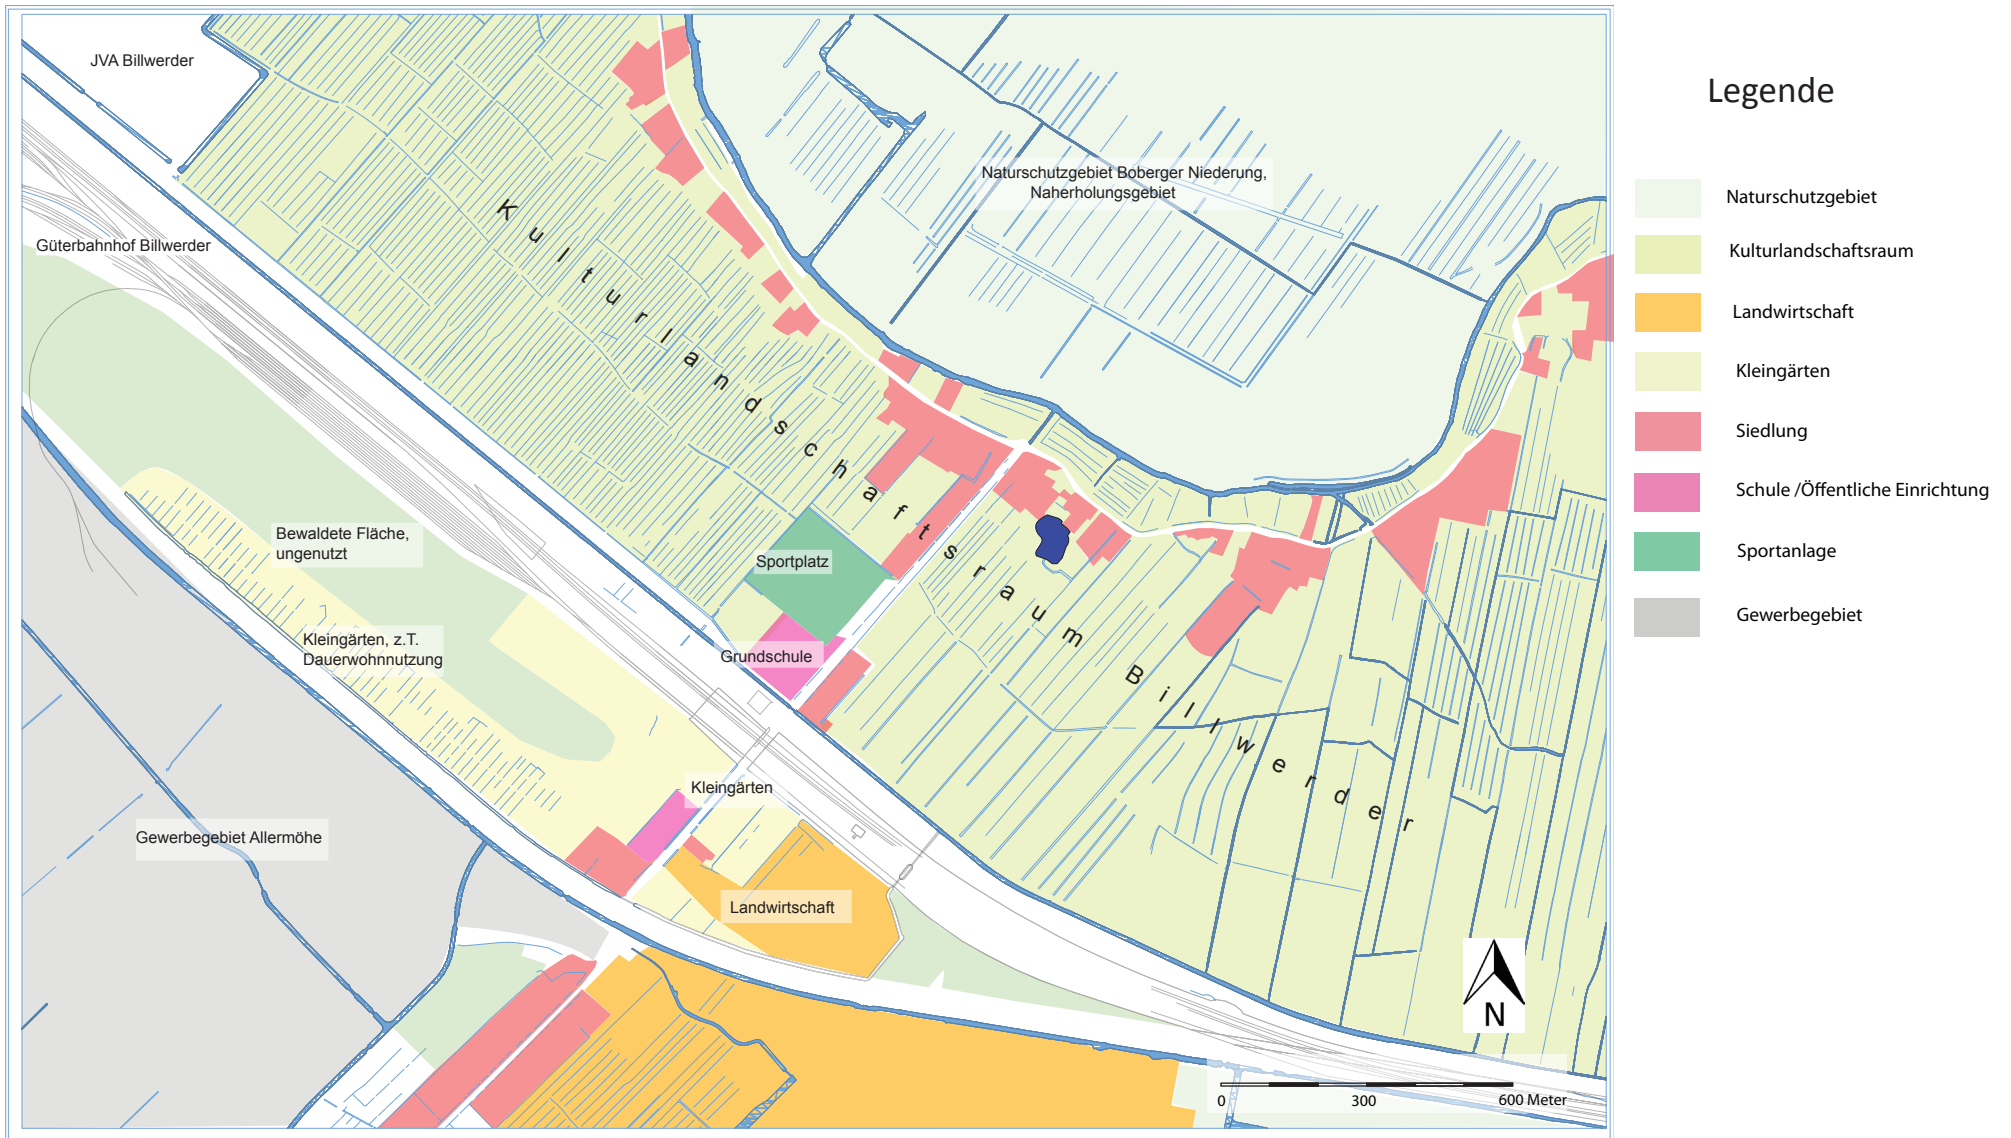 JVA Billwerder
Legende
Naturschutzgebiet Boberger Niederung,
Naherholungsgebiet
Naturschutzgebiet
Kulturlandschaftsraum
Landwirtschaft
Kleingärten
Siedlung
Schule /Öffentliche Einrichtung
Sportanlage
Gewerbegebiet
Güterbahnhof Billwerder
Kulturlandschaftsraum Billwerder
Bewaldete Fläche,
ungenutzt
Sportplatz
Kleingärten, z.T.
Dauerwohnnutzung
Grundschule
Kleingärten
Gewerbegebiet Allermöhe
Landwirtschaft
N
0 300 600 Meter